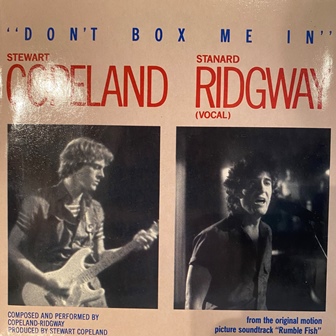 "DON'T BOX ME IN"
STEWART
COPELAND
STANARD
RIDGWAY
(VOCAL)
COMPOSED AND PERFORMED BY
COPELAND-RIDGWAY
PRODUCED BY STEWART COPELAND
from the original motion
picture soundtrack "Rumble Fish"